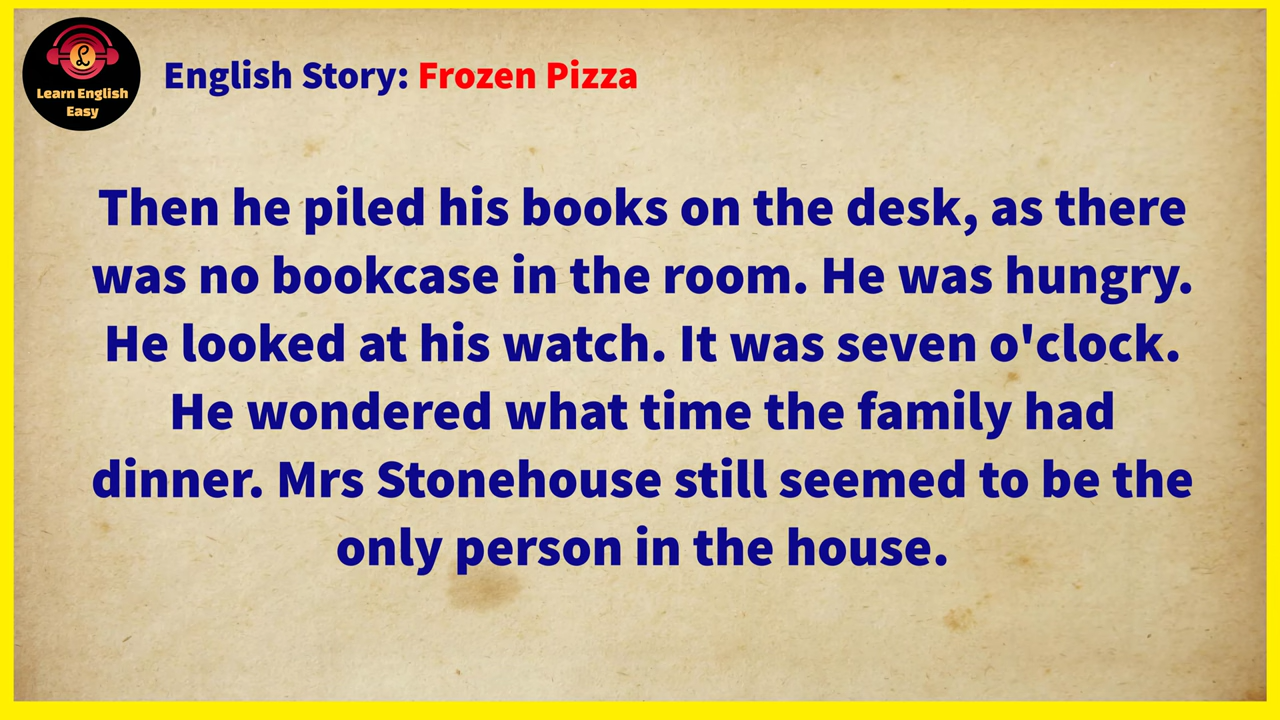 Learn English
Easy
English Story: Frozen Pizza
Then he piled his books on the desk, as there
was no bookcase in the room. He was hungry.
He looked at his watch. It was seven o'clock.
He wondered what time the family had
dinner. Mrs Stonehouse still seemed to be the
only person in the house.